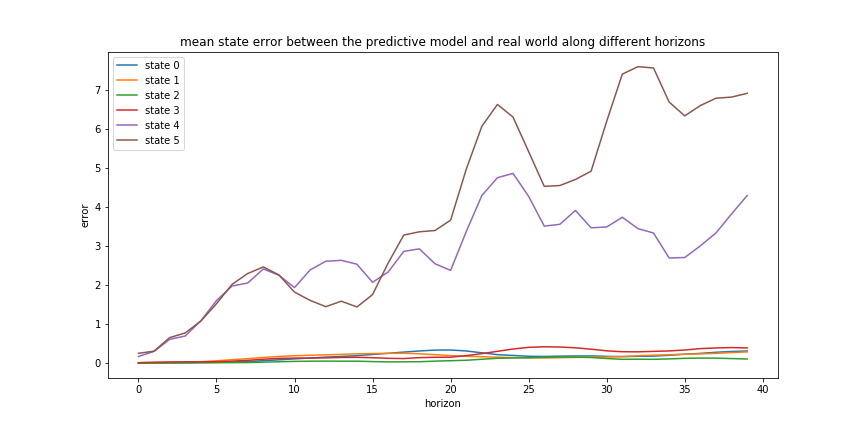 mean state error between the predictive model and real world along different horizons
state 0
state 1
state 2
state 3
state 4
state 5
error
7
6
5
4
3
2
1
0
0 5 10 15 20 25 30 35 40
horizon